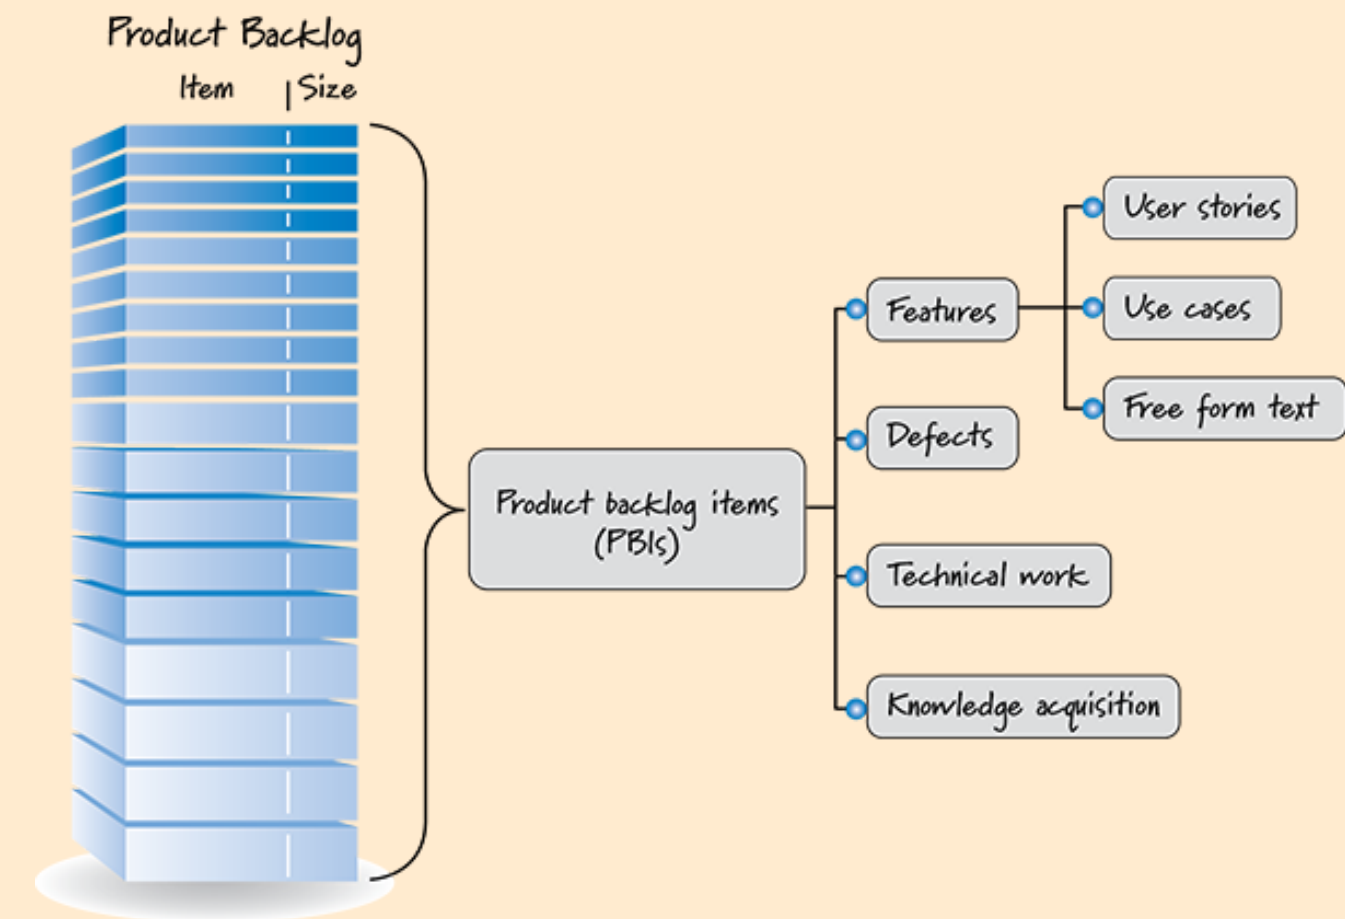 Product Backlog
Item | Size
Product backlog items
(PBIs)
Features
User stories
Use cases
Free form text
Defects
Technical work
Knowledge acquisition